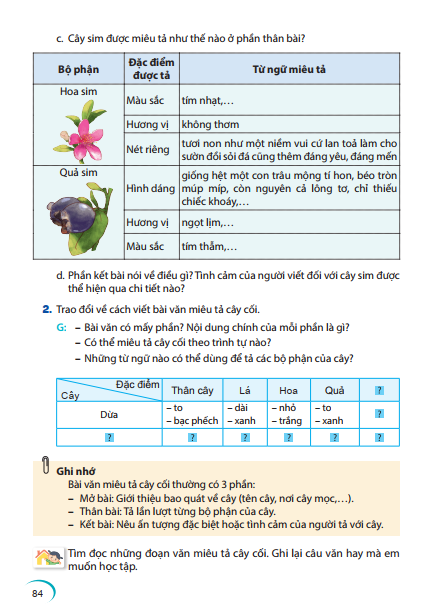 c. Cây sim được miêu tả như thế nào ở phần thân bài?
Bộ phận
Đặc điểm được tả
Từ ngữ miêu tả
Hoa sim
Màu sắc
tím nhạt,...
Hương vị
không thơm
Nét riêng
tươi non như một niềm vui cứ lan toả làm cho
sườn đồi sỏi đá cũng thêm đáng yêu, đáng mến
Quả sim
Hình dáng
giống hệt một con trâu mộng tí hon, béo tròn
múp míp, còn nguyên cả lông tơ, chỉ thiếu
chiếc khoáy,...
Hương vị
ngọt lịm,...
Màu sắc
tím thẫm,...
d. Phần kết bài nói về điều gì? Tình cảm của người viết đối với cây sim được
thể hiện qua chi tiết nào?
2. Trao đổi về cách viết bài văn miêu tả cây cối.
G: – Bài văn có mấy phần? Nội dung chính của mỗi phần là gì?
– Có thể miêu tả cây cối theo trình tự nào?
– Những từ ngữ nào có thể dùng để tả các bộ phận của cây?
Đặc điểm
Cây
Thân cây
Lá
Hoa
Quả
?
Dừa
– to
– bạc phếch
– dài
– xanh
– nhỏ
– trắng
– to
– xanh
?
? ? ? ? ? ?
Ghi nhớ
Bài văn miêu tả cây cối thường có 3 phần:
– Mở bài: Giới thiệu bao quát về cây (tên cây, nơi cây mọc,...).
– Thân bài: Tả lần lượt từng bộ phận của cây.
– Kết bài: Nêu ấn tượng đặc biệt hoặc tình cảm của người tả với cây.
Tìm đọc những đoạn văn miêu tả cây cối. Ghi lại câu văn hay mà em
muốn học tập.
84